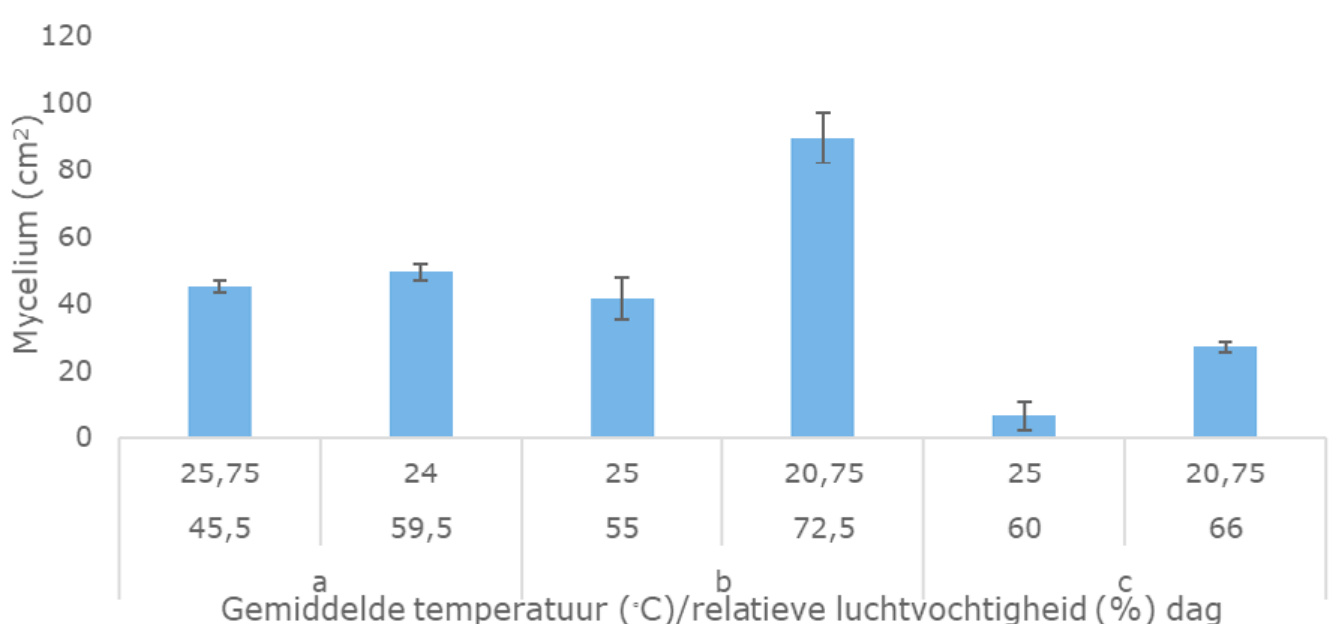 120
100
80
60
40
20
0
Mycelium (cm²)
25,75 24 25 20,75 25 20,75
45,5 59,5 55 72,5 60 66
a b c
Gemiddelde temperatuur (°C)/relatieve luchtvochtigheid (%) dag